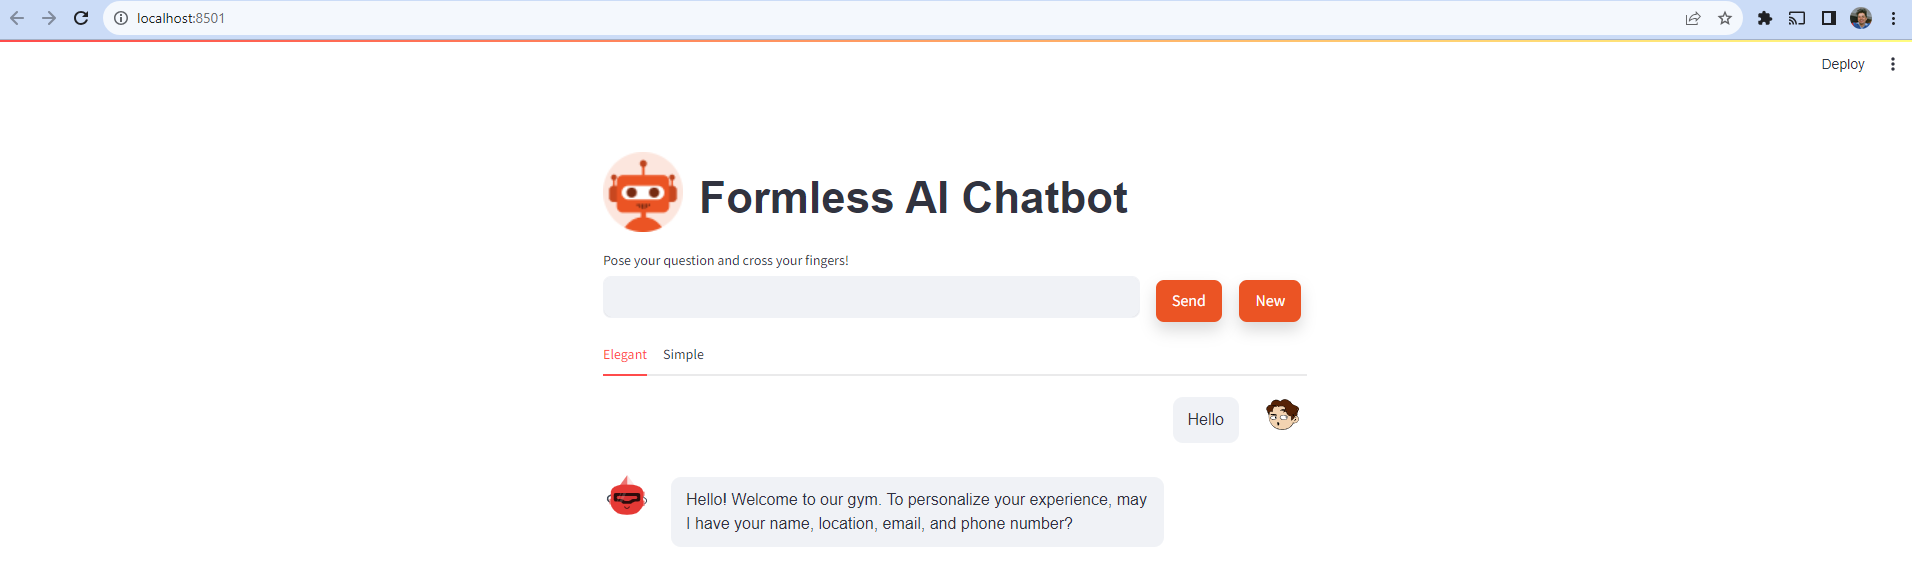 localhost:8501
Deploy
Formless AI Chatbot
Pose your question and cross your fingers!
Send New
Elegant Simple
Hello
Hello! Welcome to our gym. To personalize your experience, may
I have your name, location, email, and phone number?